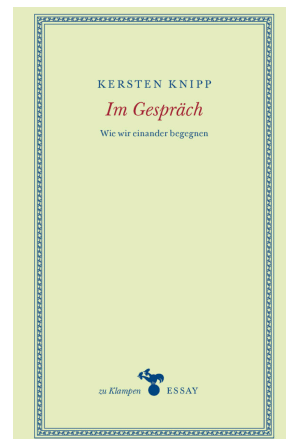 KERSTEN KNIPP
Im Gespräch
Wie wir einander begegnen
zu Klampen ESSAY